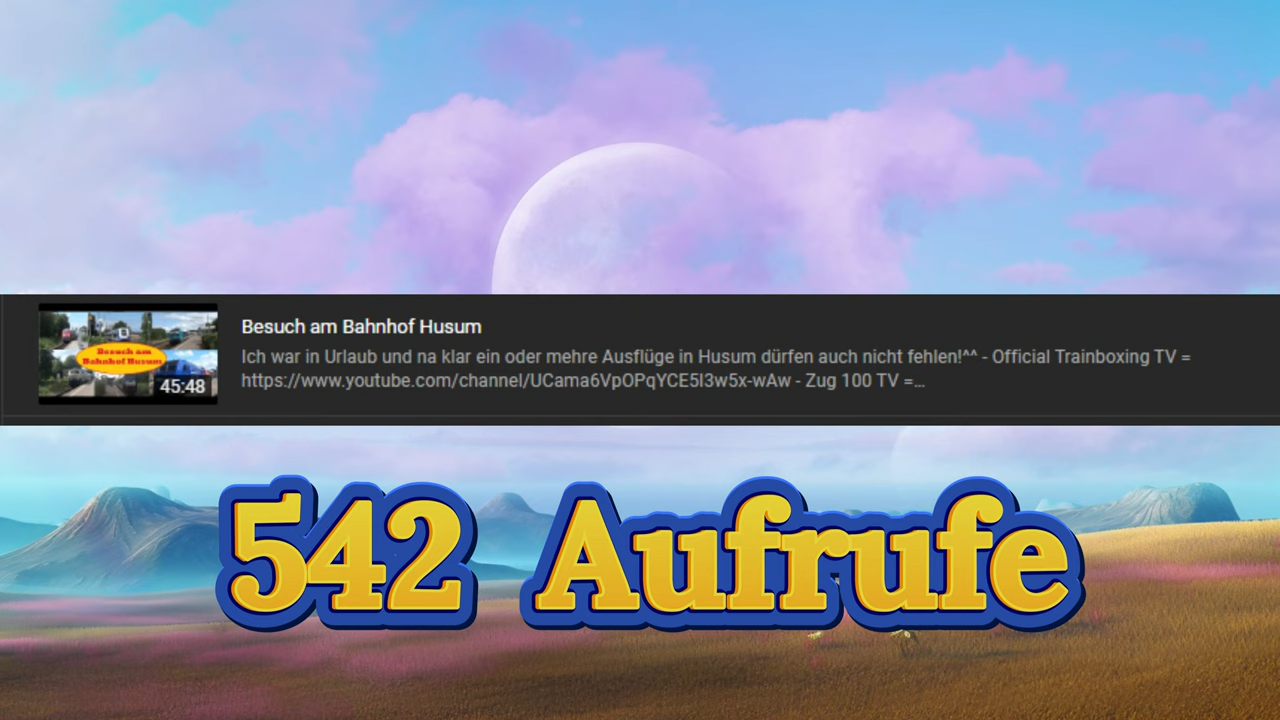 Besuch am
Bahnhof Husum
45:48
Besuch am Bahnhof Husum
Ich war in Urlaub und na klar ein oder mehre Ausflüge in Husum dürfen auch nicht fehlen!^^ - Official Trainboxing TV =
https://www.youtube.com/channel/UCama6VpOPqYCE5I3w5x-wAw - Zug 100 TV =...
542 Aufrufe